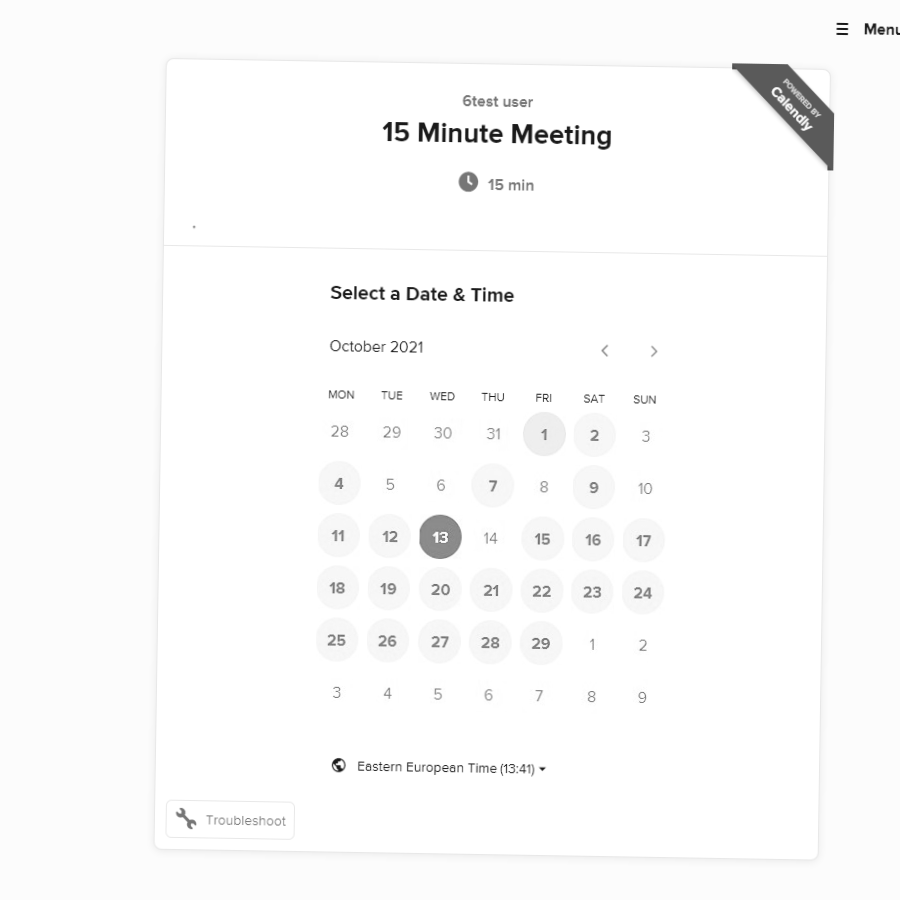 Menu
6test user
15 Minute Meeting
15 min
POWERED BY
Calendly
Select a Date & Time
October 2021
MON TUE WED THU FRI SAT SUN
28 29 30 31 1 2 3
4 5 6 7 8 9 10
11 12 13 14 15 16 17
18 19 20 21 22 23 24
25 26 27 28 29 1 2
3 4 5 6 7 8 9
Eastern European Time (13:41)
Troubleshoot